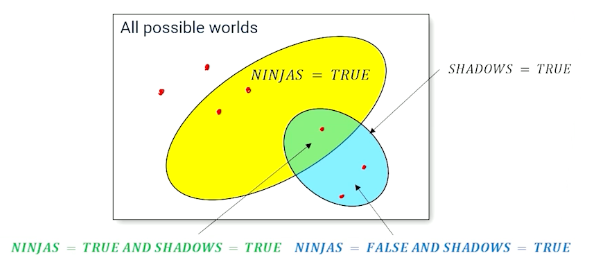 All possible worlds
NINJAS = TRUE
SHADOWS = TRUE
NINJAS = TRUE AND SHADOWS = TRUE
NINJAS = FALSE AND SHADOWS = TRUE